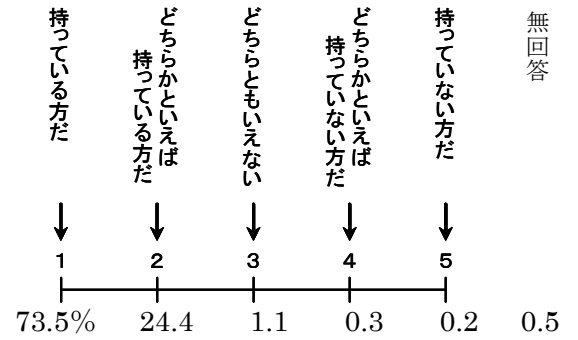 持っている方だ
どちらかといえば
持っている方だ
どちらともいえない
どちらかといえば
持っていない方だ
持っていない方だ
無回答
1 2 3 4 5
73.5% 24.4 1.1 0.3 0.2 0.5